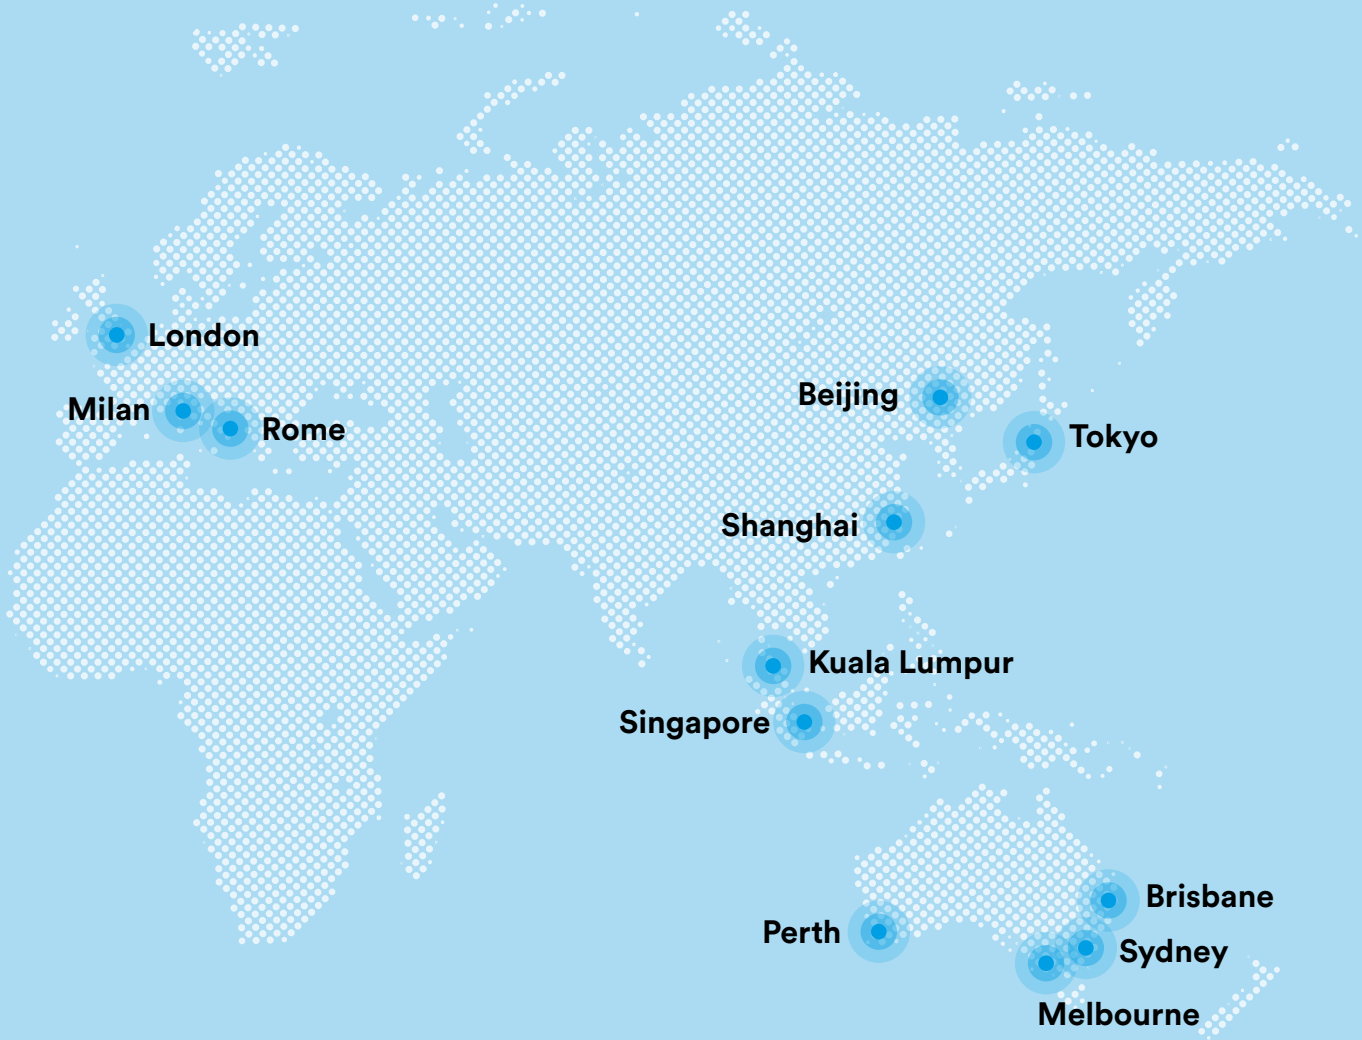 London
Milan
Rome
Beijing
Tokyo
Shanghai
Kuala Lumpur
Singapore
Brisbane
Perth
Sydney
Melbourne